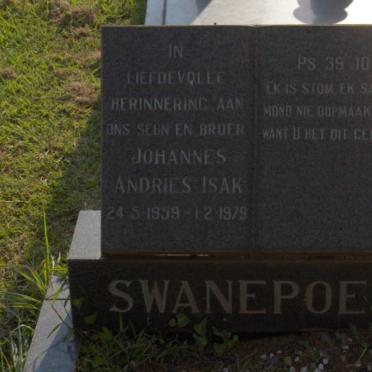 IN
LIEFDEVOLLE
HERINNERING AAN
ONS SEUN EN BROER
JOHANNES
ANDRIES ISAK
24·5·1959 - 1·2·1979
PS 39 10
EK IS STOM, EK
MOND NIE OOPMAAK
WANT U HET DIT
SWANEPOE